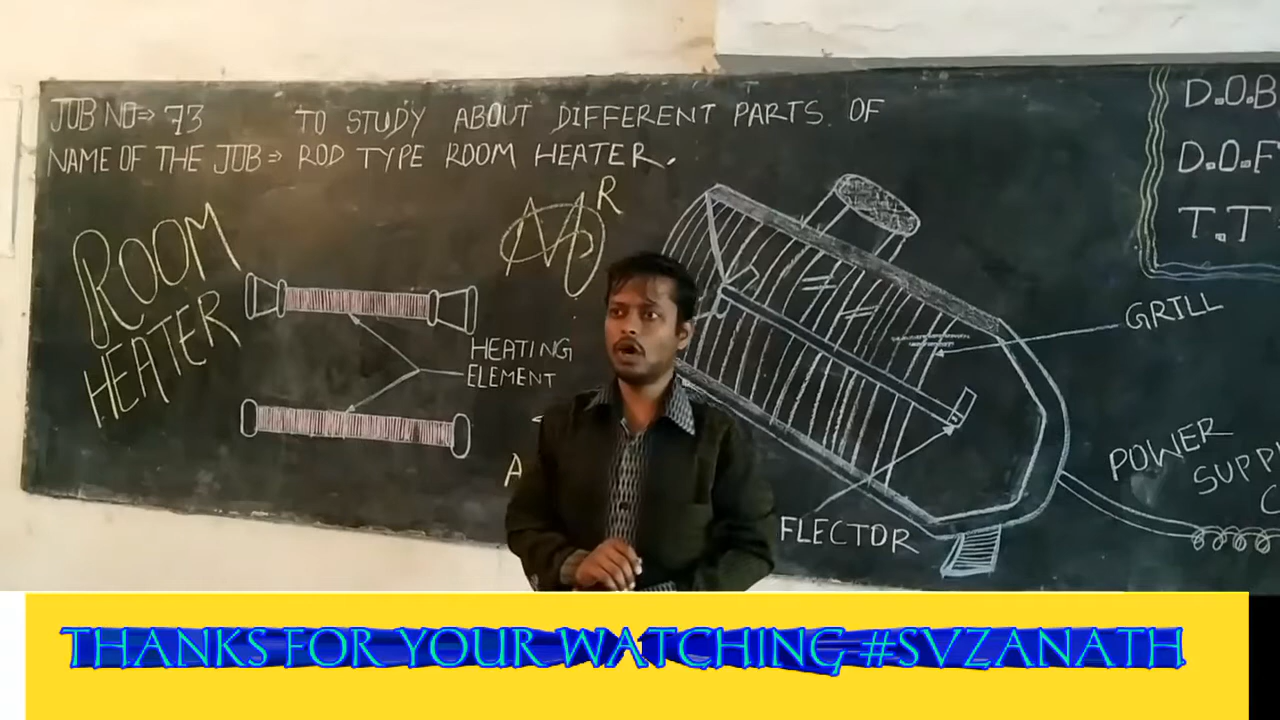 JOB NO⇒ 73 TO STUDY ABOUT DIFFERENT PARTS OF
NAME OF THE JOB⇒ ROD TYPE ROOM HEATER.
D.O.B
D.O.F
T.T
R
ROOM
HEATER
HEATING
ELEMENT
GRILL
POWER
SUPP
C
A
FLECTOR
THANKS FOR YOUR WATCHING #SVZANATH